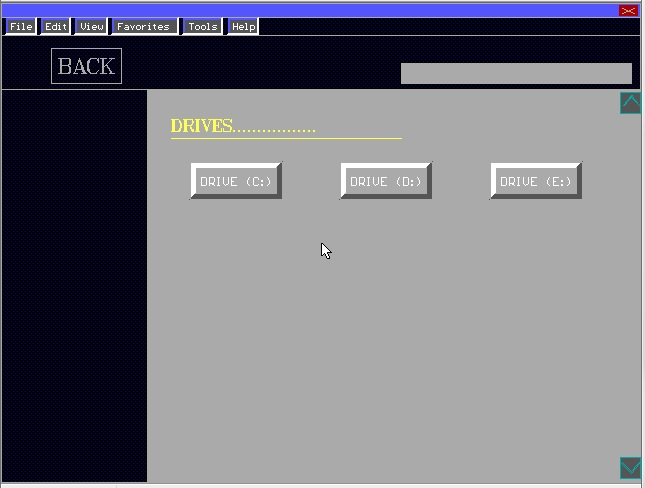 File Edit View Favorites Tools Help
BACK
DRIVES.................
DRIVE (C:) DRIVE (D:) DRIVE (E:)